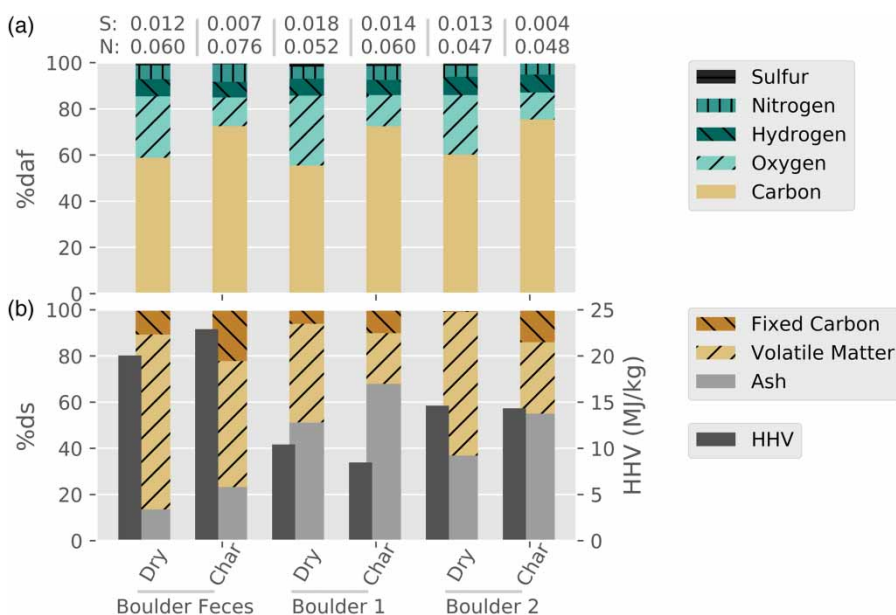 (a)
S: 0.012 0.007 0.018 0.014 0.013 0.004
N: 0.060 0.076 0.052 0.060 0.047 0.048
100
80
60
40
20
0
%daf
Sulfur
Nitrogen
Hydrogen
Oxygen
Carbon
(b)
100
80
60
40
20
0
%ds
25
20
15
10
5
0
HHV (MJ/kg)
Fixed Carbon
Volatile Matter
Ash
HHV
Dry Char Dry Char Dry Char
Boulder Feces Boulder 1 Boulder 2